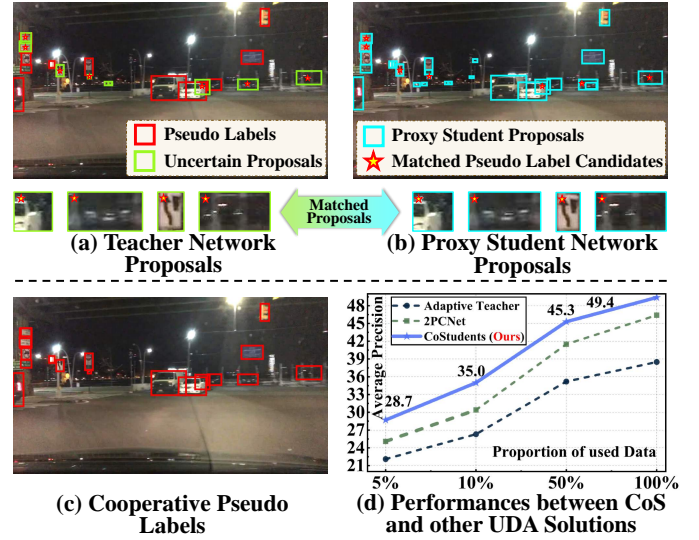 Pseudo Labels
Uncertain Proposals
Proxy Student Proposals
Matched Pseudo Label Candidates
Matched
Proposals
(a) Teacher Network
Proposals
(b) Proxy Student Network
Proposals
(c) Cooperative Pseudo
Labels
Average Precision
48
45
42
39
36
33
30
27
24
21
Adaptive Teacher
2PCNet
CoStudents (Ours)
28.7
35.0
45.3
49.4
Proportion of used Data
5%
10%
50%
100%
(d) Performances between CoS
and other UDA Solutions